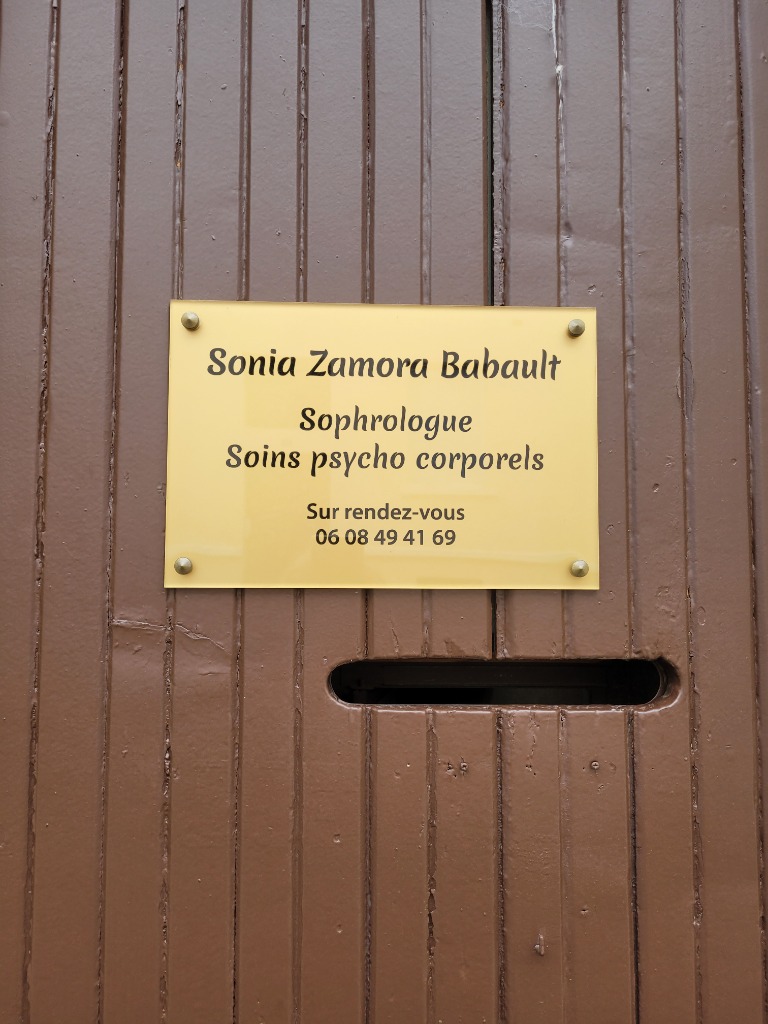 Sonia Zamora Babault
Sophrologue
Soins psycho corporels
Sur rendez-vous
06 08 49 41 69